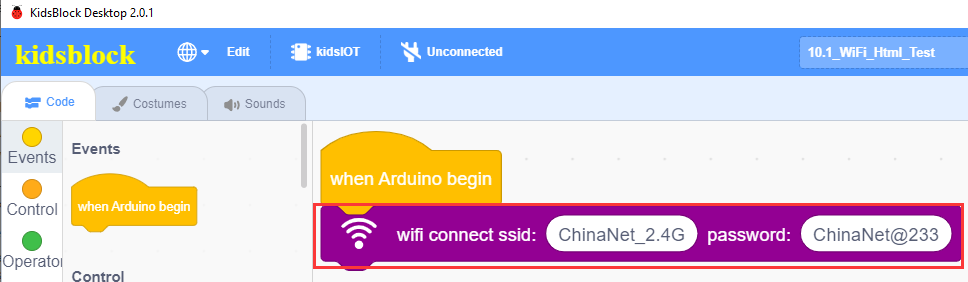 KidsBlock Desktop 2.0.1
kidsblock Edit kidsIOT Unconnected 10.1_WiFi_Html_Test
Code Costumes Sounds
Events
Control
Operator
Events
when Arduino begin
Control
when Arduino begin
wifi connect ssid: ChinaNet_2.4G password: ChinaNet@233